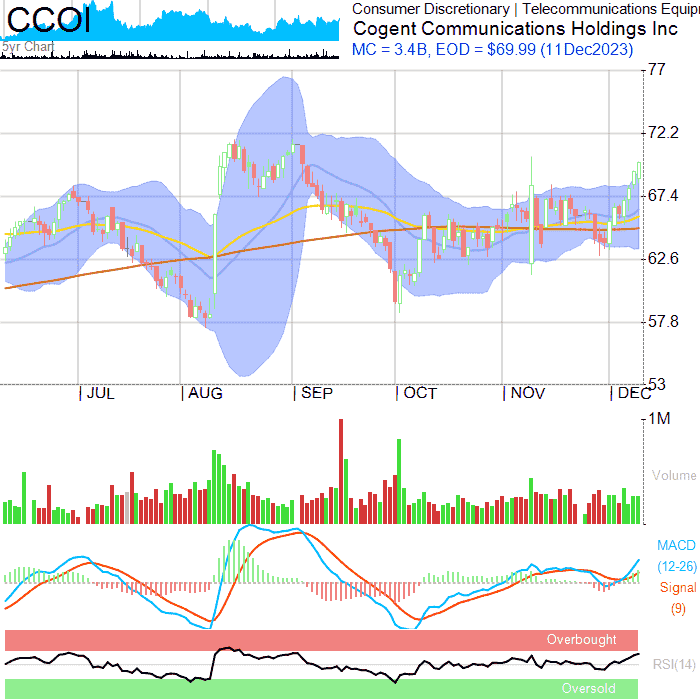 CCOI
5yr Chart
Consumer Discretionary | Telecommunications Equip
Cogent Communications Holdings Inc
MC = 3.4B, EOD = $69.99 (11Dec2023)
77
72.2
67.4
62.6
57.8
53
| JUL | AUG | SEP | OCT | NOV | DEC
1M
Volume
MACD
(12-26)
Signal
(9)
Overbought
RSI(14)
Oversold